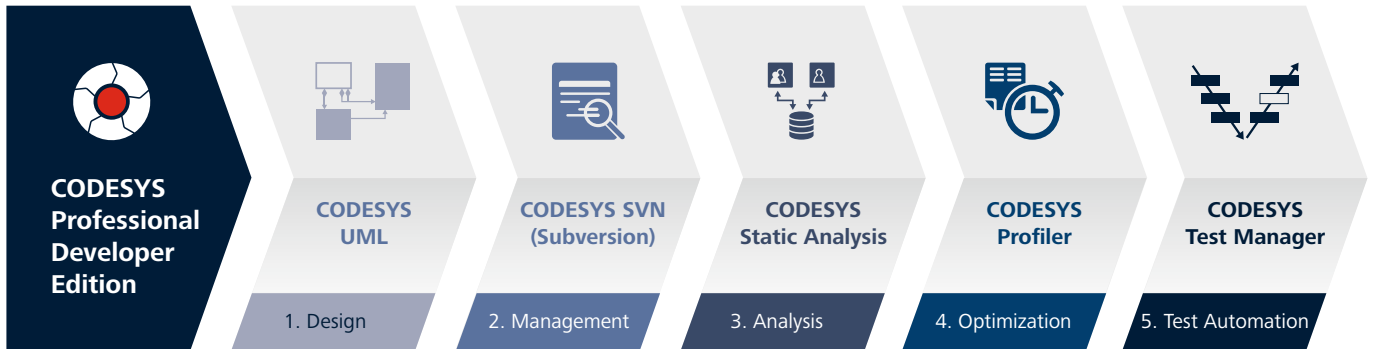 CODESYS
Professional
Developer
Edition
CODESYS
UML
1. Design
CODESYS SVN
(Subversion)
2. Management
CODESYS
Static Analysis
3. Analysis
CODESYS
Profiler
4. Optimization
CODESYS
Test Manager
5. Test Automation